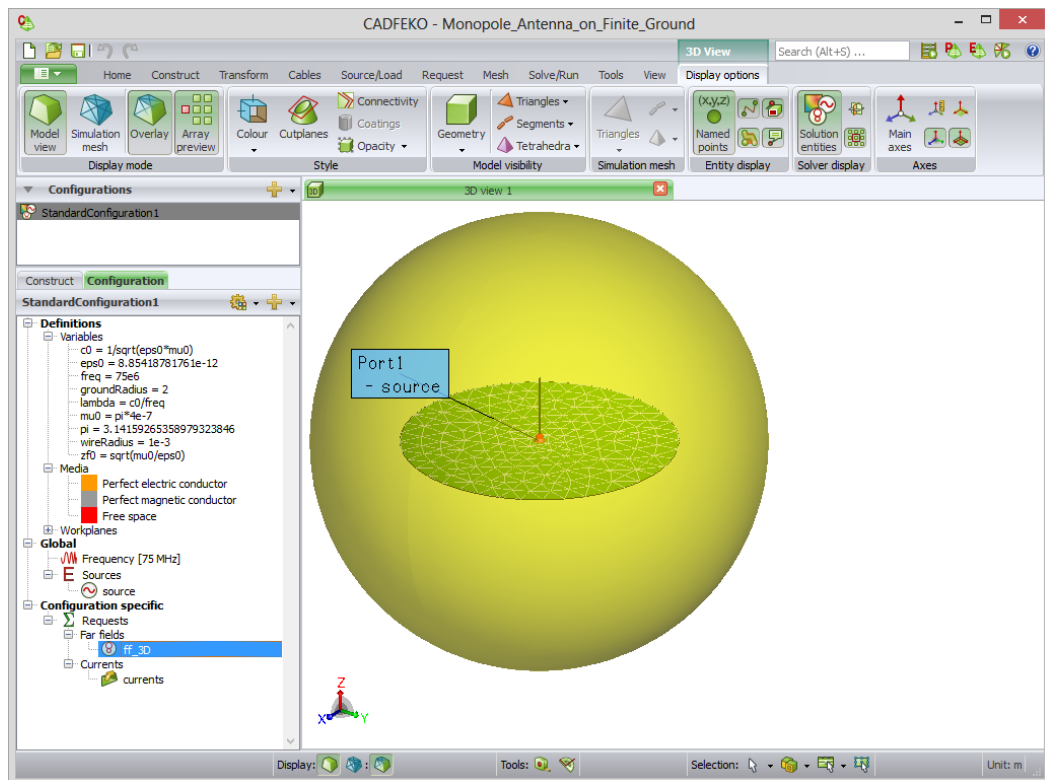 CADFEKO - Monopole_Antenna_on_Finite_Ground
3D View
Search (Alt+S) ...
Home Construct Transform Cables Source/Load Request Mesh Solve/Run Tools View Display options
Model view
Simulation mesh
Overlay
Array preview
Display mode
Colour
Cutplanes
Connectivity
Coatings
Opacity
Style
Geometry
Triangles
Segments
Tetrahedra
Model visibility
Triangles
Simulation mesh
(x,y,z)
Named points
Entity display
Solution entities
Solver display
Main axes
Axes
Configurations
StandardConfiguration1
Construct Configuration
StandardConfiguration1
Definitions
Variables
c0 = 1/sqrt(eps0*mu0)
eps0 = 8.85418781761e-12
freq = 75e6
groundRadius = 2
lambda = c0/freq
mu0 = pi*4e-7
pi = 3.14159265358979323846
wireRadius = 1e-3
zf0 = sqrt(mu0/eps0)
Media
Perfect electric conductor
Perfect magnetic conductor
Free space
Workplanes
Global
Frequency [75 MHz]
Sources
source
Configuration specific
Requests
Far fields
ff_3D
Currents
currents
3D
3D view 1
Port1
- source
Z
X
Y
Display:
Tools:
Selection:
Unit: m